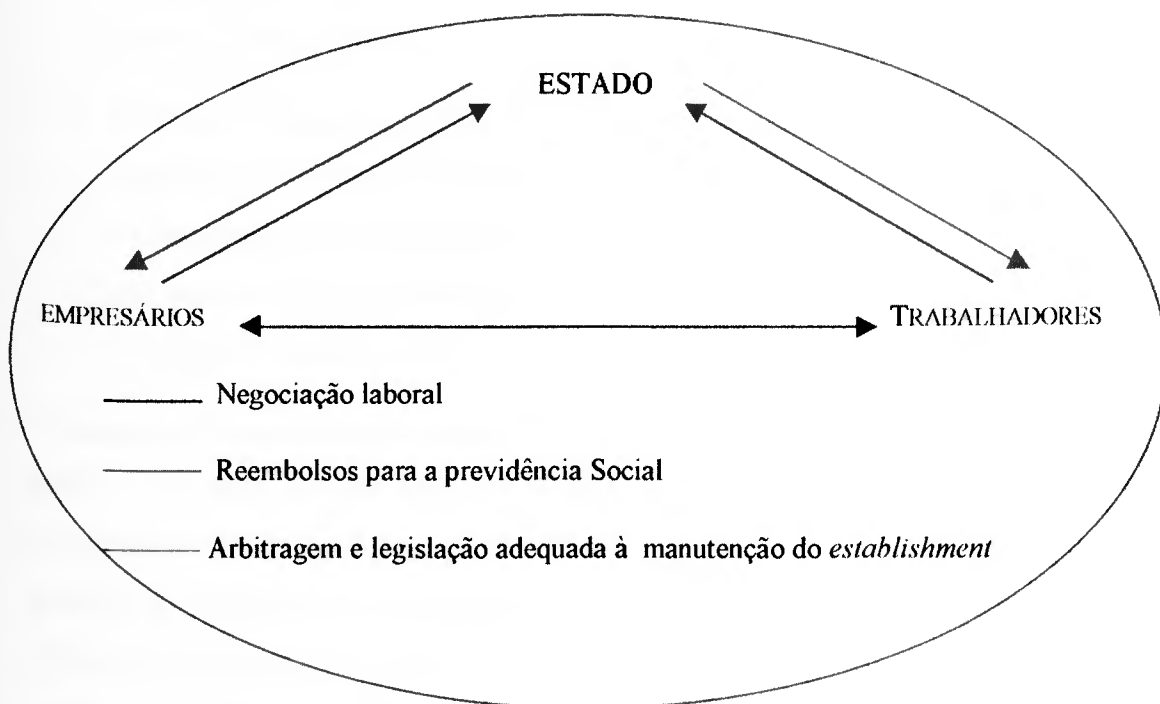 ESTADO
EMPRESÁRIOS
TRABALHADORES
Negociação laboral
Reembolsos para a previdência Social
Arbitragem e legislação adequada à manutenção do establishment